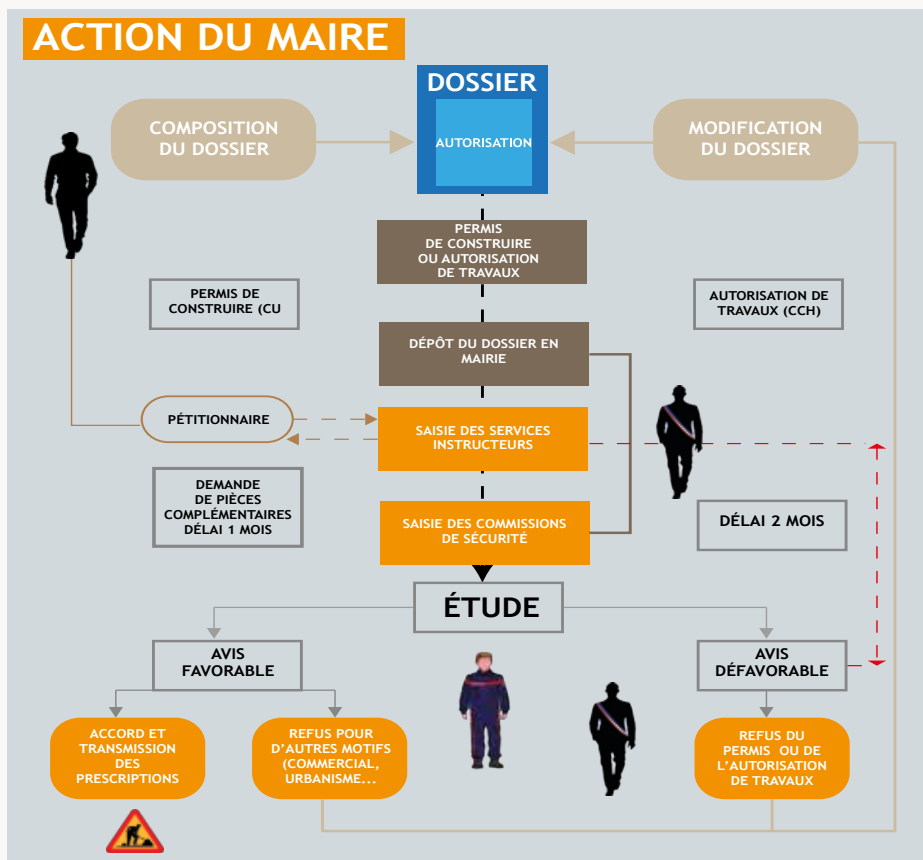 ACTION DU MAIRE
DOSSIER
AUTORISATION
COMPOSITION
DU DOSSIER
MODIFICATION
DU DOSSIER
PERMIS
DE CONSTRUIRE
OU AUTORISATION
DE TRAVAUX
PERMIS DE
CONSTRUIRE (CU
AUTORISATION DE
TRAVAUX (CCH)
DÉPÔT DU DOSSIER EN
MAIRIE
PÉTITIONNAIRE
SAISIE DES SERVICES
INSTRUCTEURS
DEMANDE
DE PIÈCES
COMPLÉMENTAIRES
DÉLAI 1 MOIS
SAISIE DES COMMISSIONS
DE SÉCURITÉ
DÉLAI 2 MOIS
ÉTUDE
AVIS
FAVORABLE
AVIS
DÉFAVORABLE
ACCORD ET
TRANSMISSION
DES
PRESCRIPTIONS
REFUS POUR
D'AUTRES MOTIFS
(COMMERCIAL,
URBANISME...
REFUS DU
PERMIS OU DE
L'AUTORISATION
DE TRAVAUX